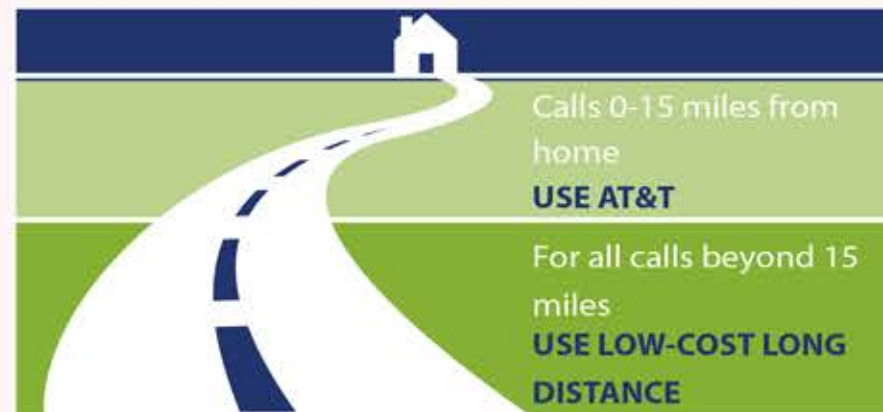 Calls 0-15 miles from
home
USE AT&T
For all calls beyond 15
miles
USE LOW-COST LONG
DISTANCE